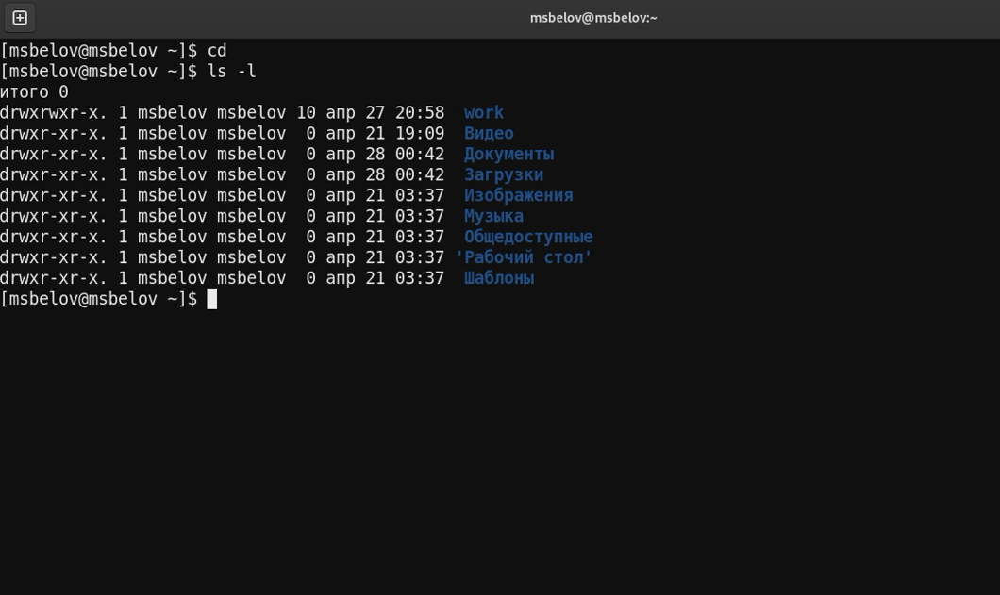 msbelov@msbelov:~
[msbelov@msbelov ~]$ cd
[msbelov@msbelov ~]$ ls -l
итого 0
drwxrwxr-x. 1 msbelov msbelov 10 апр 27 20:58  work
drwxr-xr-x. 1 msbelov msbelov  0 апр 21 19:09  Видео
drwxr-xr-x. 1 msbelov msbelov  0 апр 28 00:42  Документы
drwxr-xr-x. 1 msbelov msbelov  0 апр 28 00:42  Загрузки
drwxr-xr-x. 1 msbelov msbelov  0 апр 21 03:37  Изображения
drwxr-xr-x. 1 msbelov msbelov  0 апр 21 03:37  Музыка
drwxr-xr-x. 1 msbelov msbelov  0 апр 21 03:37  Общедоступные
drwxr-xr-x. 1 msbelov msbelov  0 апр 21 03:37 'Рабочий стол'
drwxr-xr-x. 1 msbelov msbelov  0 апр 21 03:37  Шаблоны
[msbelov@msbelov ~]$